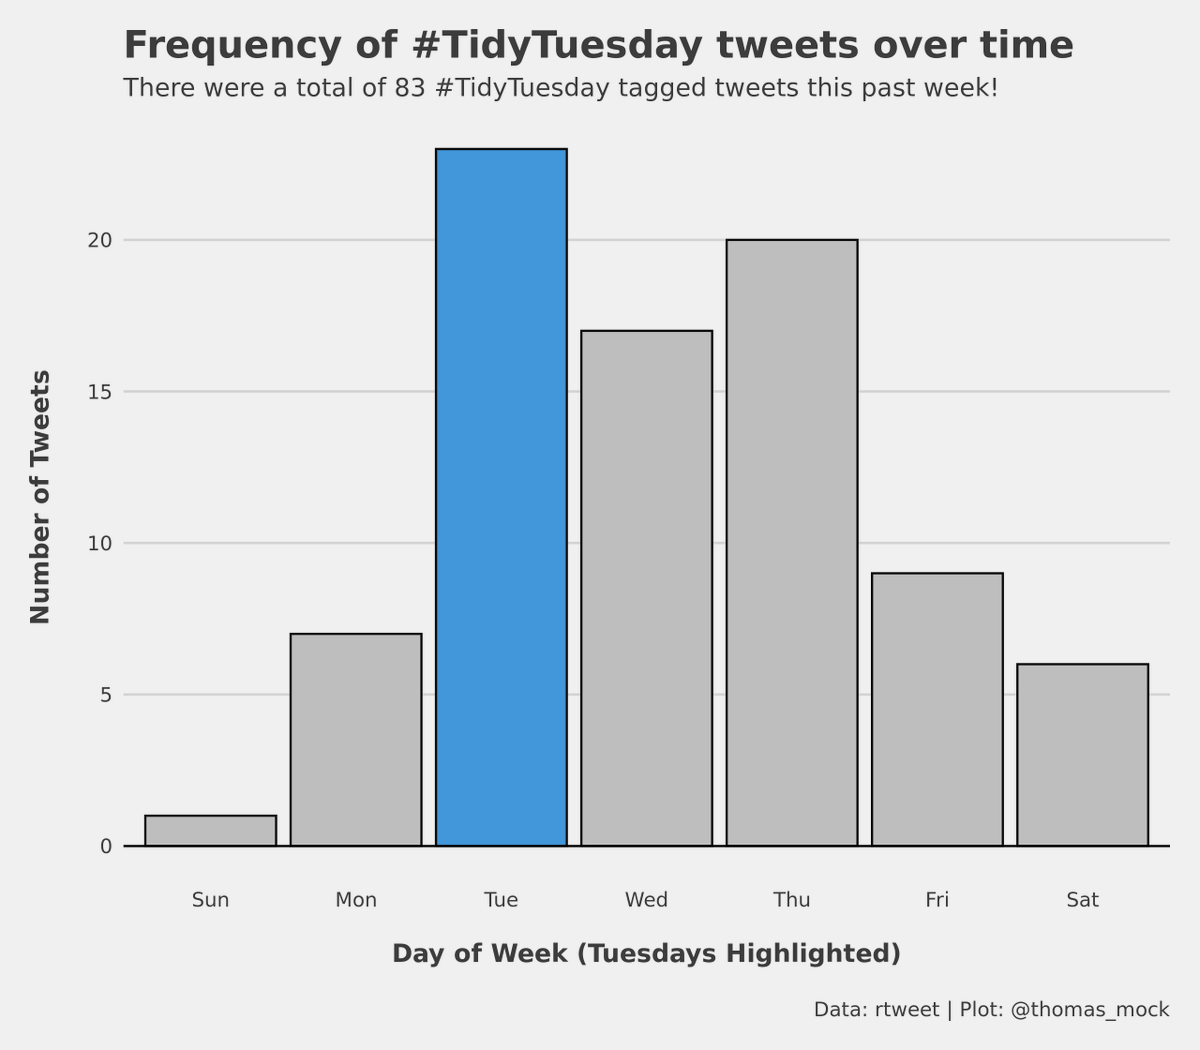 Frequency of #TidyTuesday tweets over time
There were a total of 83 #TidyTuesday tagged tweets this past week!
Number of Tweets
20
15
10
5
0
Sun Mon Tue Wed Thu Fri Sat
Day of Week (Tuesdays Highlighted)
Data: rtweet | Plot: @thomas_mock